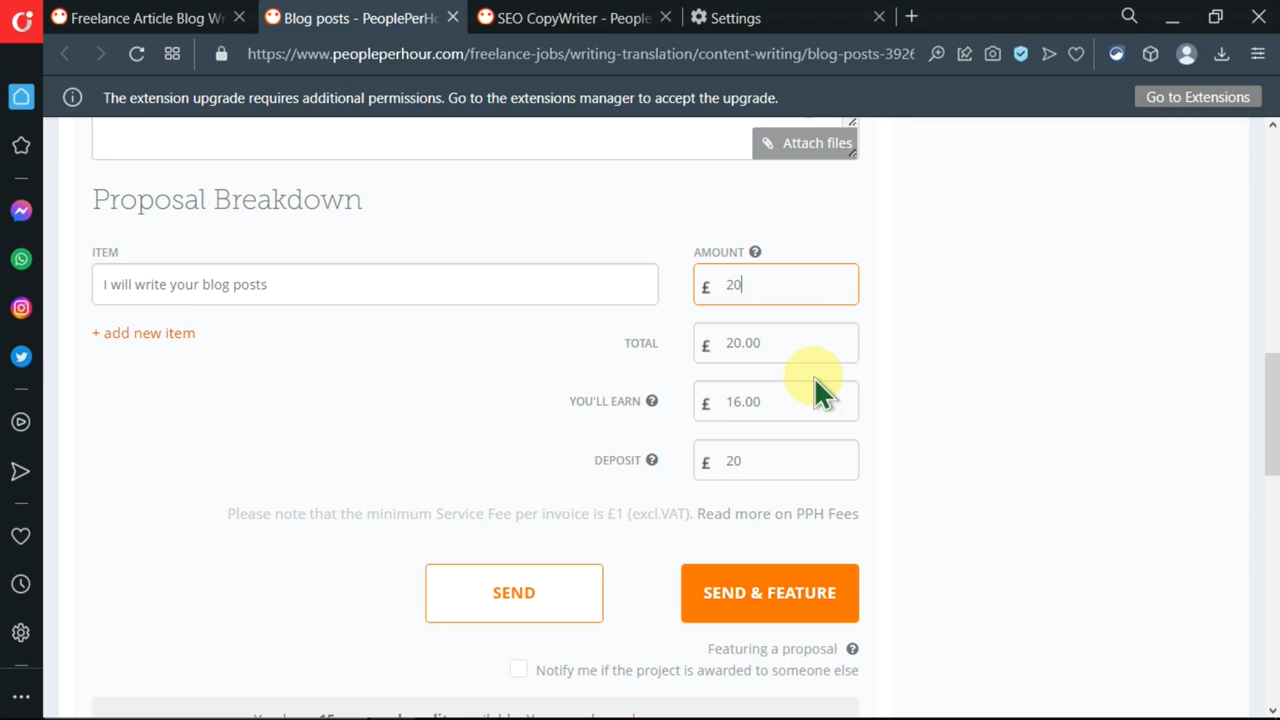 Freelance Article Blog Wr
Blog posts - PeoplePerHo
SEO CopyWriter - People
Settings
https://www.peopleperhour.com/freelance-jobs/writing-translation/content-writing/blog-posts-3926
The extension upgrade requires additional permissions. Go to the extensions manager to accept the upgrade.
Go to Extensions
Attach files
Proposal Breakdown
ITEM
AMOUNT ?
I will write your blog posts
£ 20
+ add new item
TOTAL
£ 20.00
YOU'LL EARN ?
£ 16.00
DEPOSIT ?
£ 20
Please note that the minimum Service Fee per invoice is £1 (excl.VAT). Read more on PPH Fees
SEND
SEND & FEATURE
Featuring a proposal ?
Notify me if the project is awarded to someone else